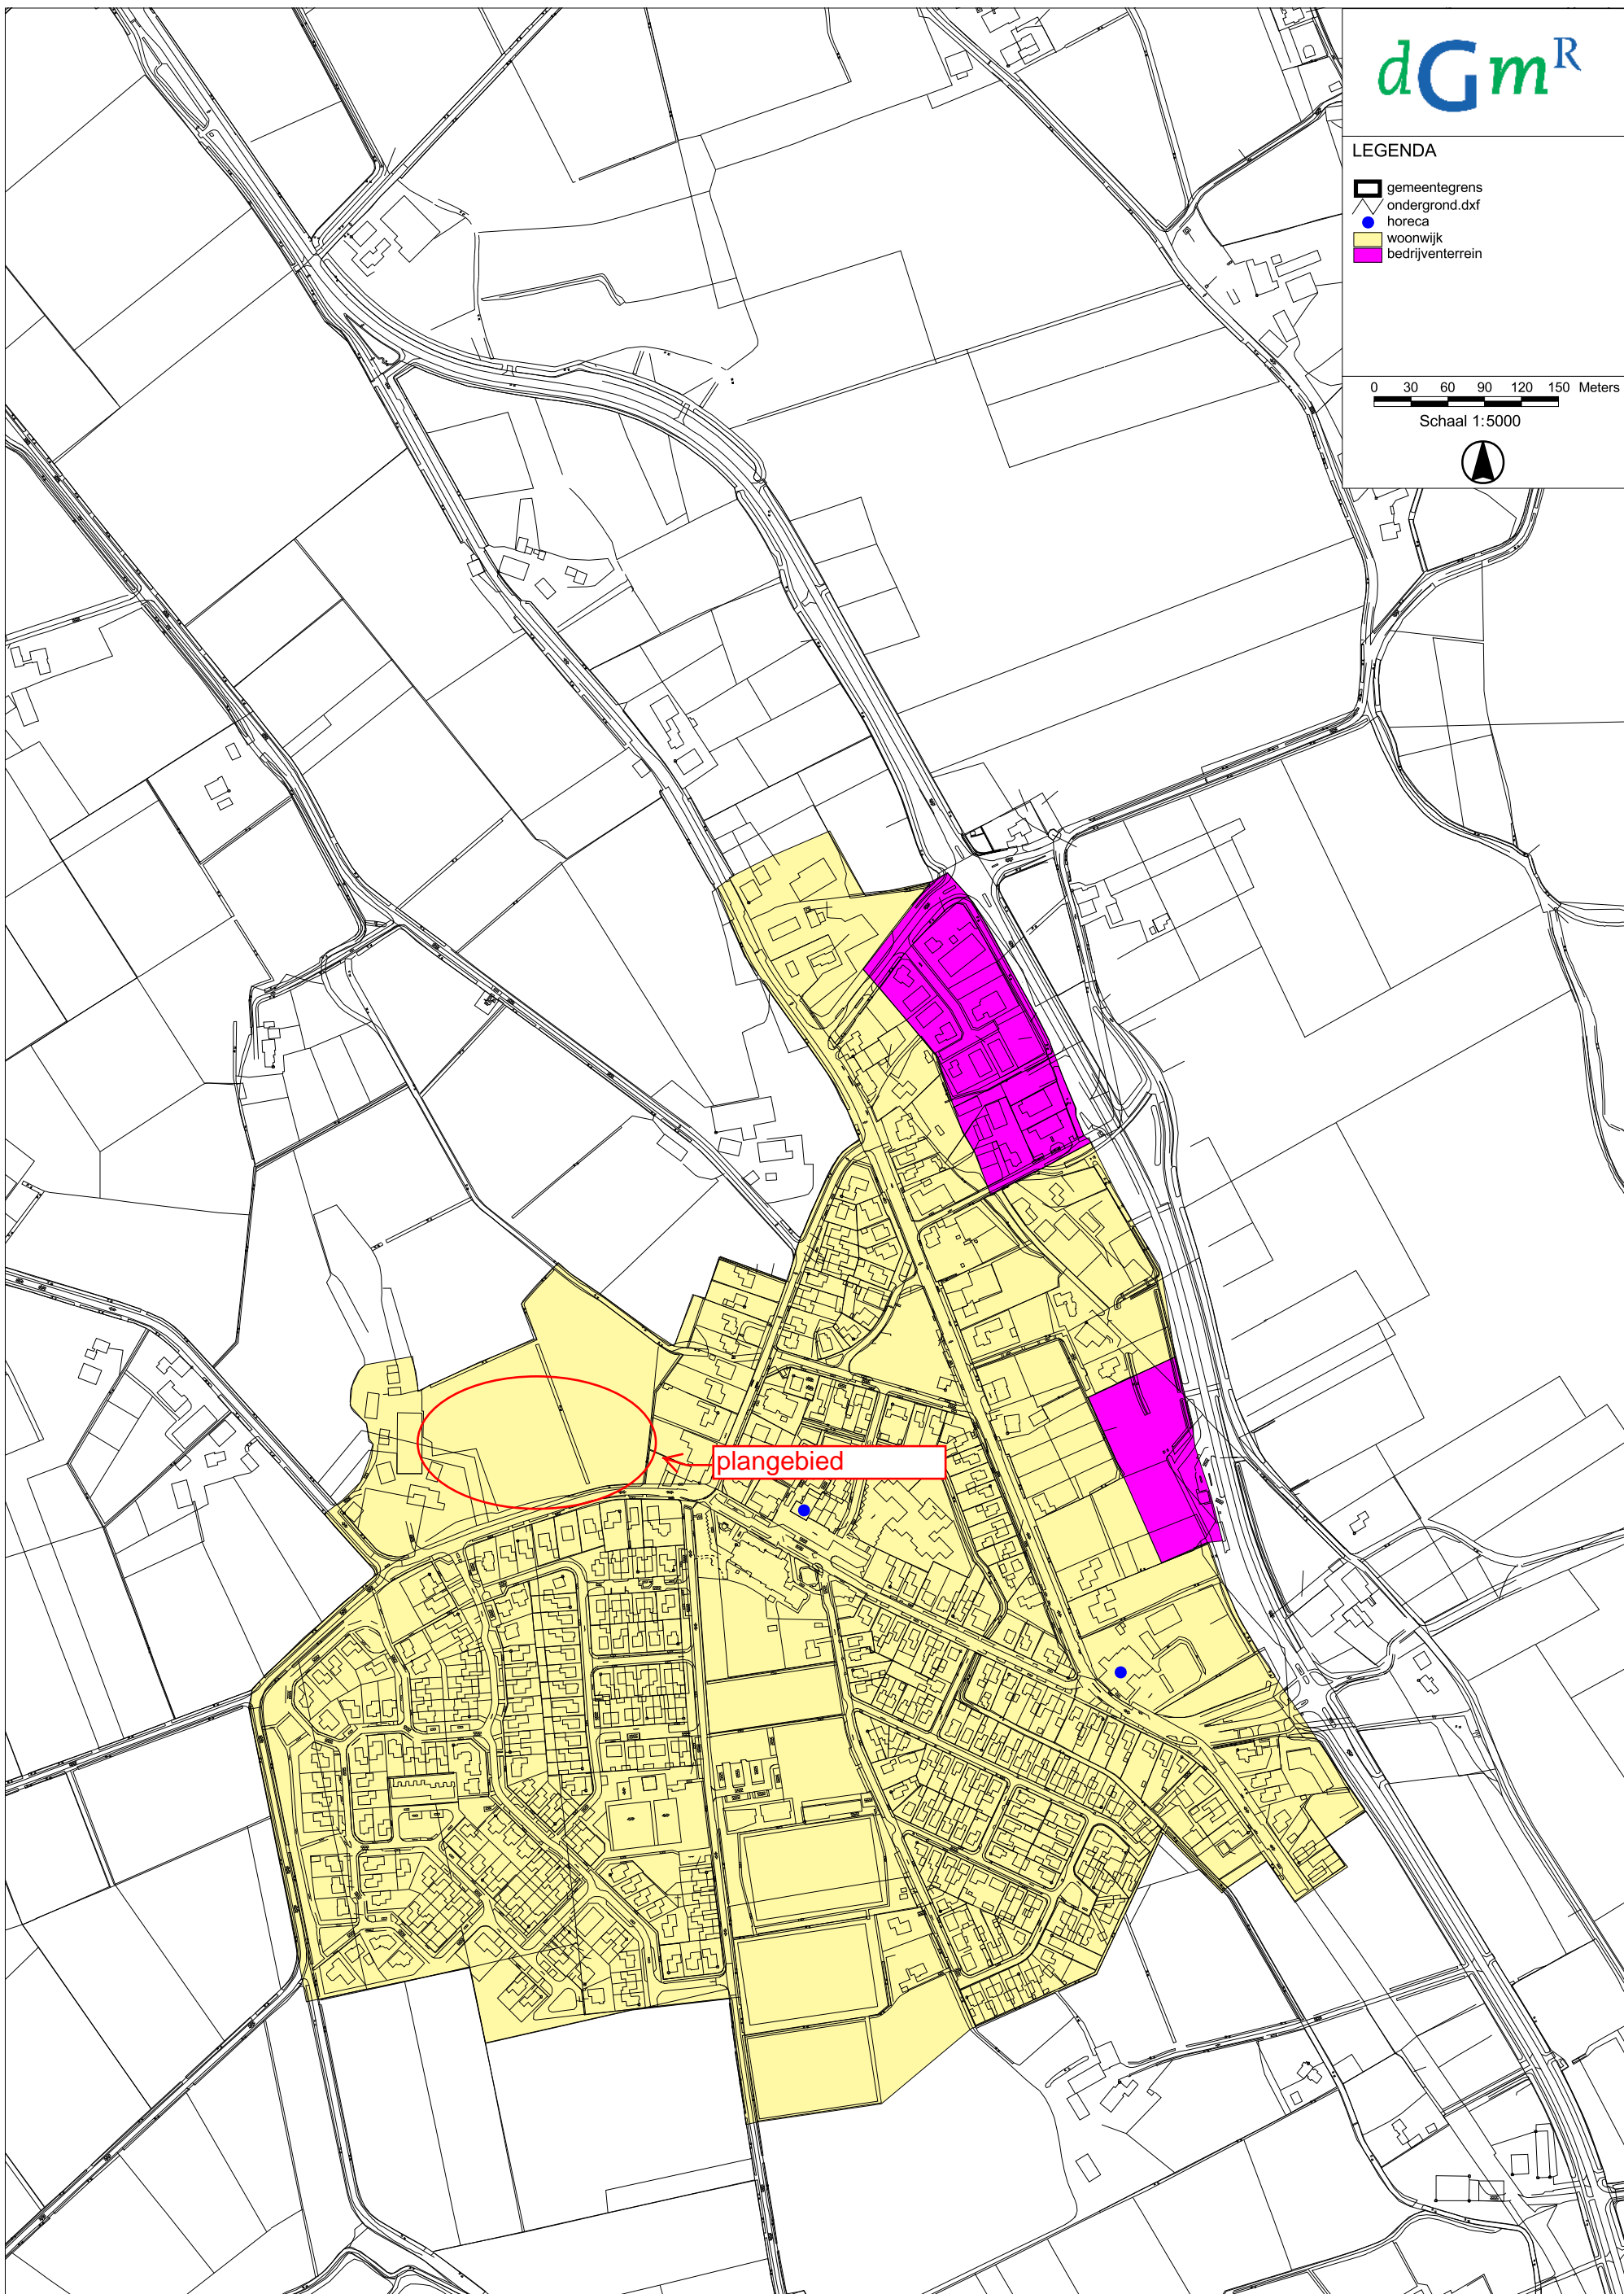 dGmR
LEGENDA
gemeentegrens
ondergrond.dxf
horeca
woonwijk
bedrijventerrein
0 30 60 90 120 150 Meters
Schaal 1:5000
plangebied